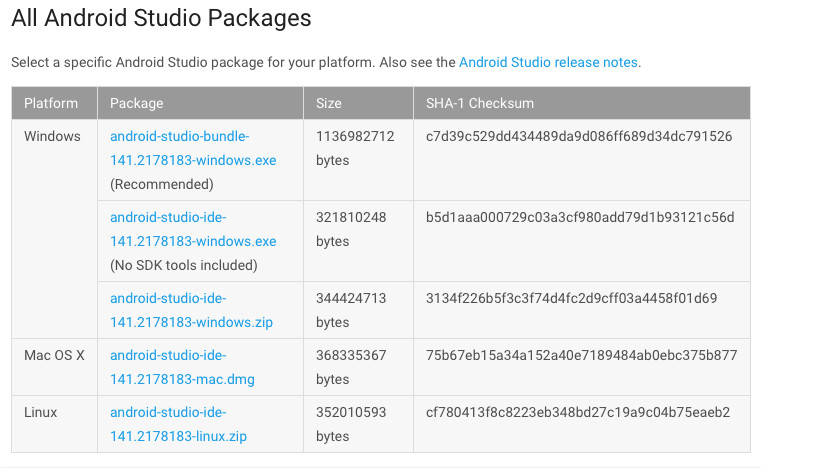 All Android Studio Packages
Select a specific Android Studio package for your platform. Also see the Android Studio release notes.
Platform Package Size SHA-1 Checksum
Windows android-studio-bundle- 1136982712 c7d39c529dd434489da9d086ff689d34dc791526
141.2178183-windows.exe bytes
(Recommended)
android-studio-ide- 321810248 b5d1aaa000729c03a3cf980add79d1b93121c56d
141.2178183-windows.exe bytes
(No SDK tools included)
android-studio-ide- 344424713 3134f226b5f3c3f74d4fc2d9cff03a4458f01d69
141.2178183-windows.zip bytes
Mac OS X android-studio-ide- 368335367 75b67eb15a34a152a40e7189484ab0ebc375b877
141.2178183-mac.dmg bytes
Linux android-studio-ide- 352010593 cf780413f8c8223eb348bd27c19a9c04b75eaeb2
141.2178183-linux.zip bytes